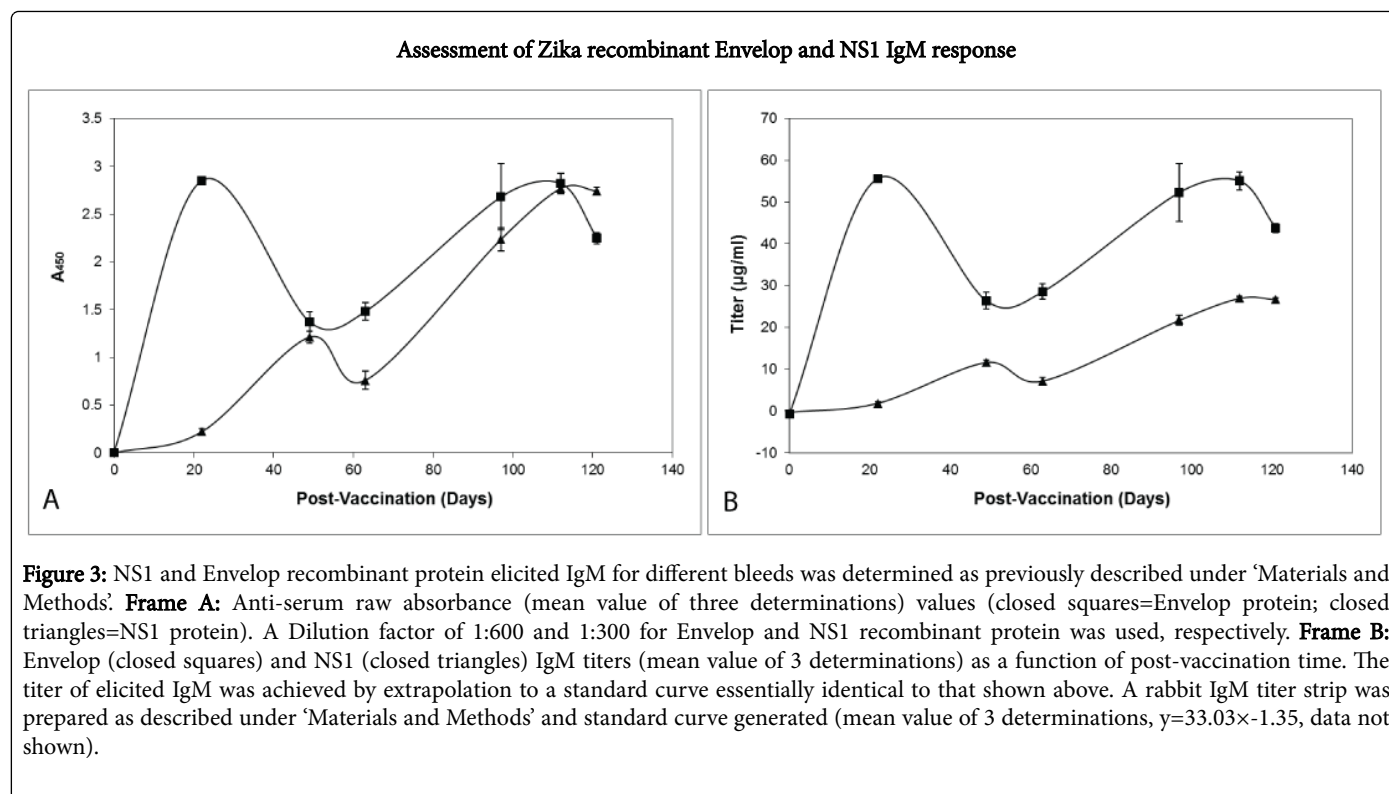 Assessment of Zika recombinant Envelop and NS1 IgM response
3.5
3
2.5
2
1.5
1
0.5
0
A450
0 20 40 60 80 100 120 140
Post-Vaccination (Days)
A
70
60
50
40
30
20
10
0
-10
Titer (µg/ml)
0 20 40 60 80 100 120 140
Post-Vaccination (Days)
B
Figure 3: NS1 and Envelop recombinant protein elicited IgM for different bleeds was determined as previously described under ‘Materials and
Methods’. Frame A: Anti-serum raw absorbance (mean value of three determinations) values (closed squares=Envelop protein; closed
triangles=NS1 protein). A Dilution factor of 1:600 and 1:300 for Envelop and NS1 recombinant protein was used, respectively. Frame B:
Envelop (closed squares) and NS1 (closed triangles) IgM titers (mean value of 3 determinations) as a function of post-vaccination time. The
titer of elicited IgM was achieved by extrapolation to a standard curve essentially identical to that shown above. A rabbit IgM titer strip was
prepared as described under ‘Materials and Methods’ and standard curve generated (mean value of 3 determinations, y=33.03×-1.35, data not
shown).